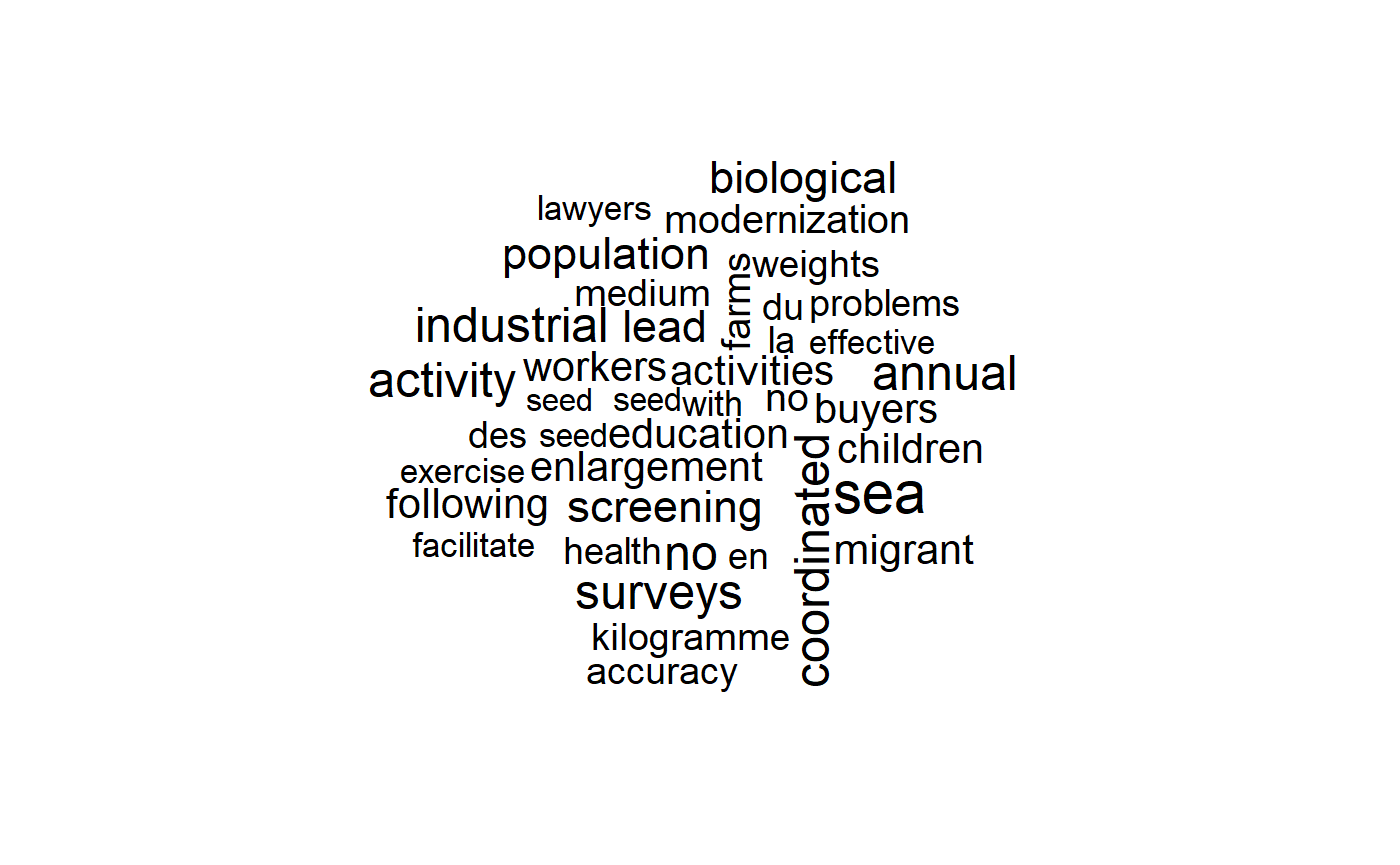 biological
lawyers
modernization
population
weights
farms
medium
du
problems
industrial
lead
la
effective
workers
activities
annual
activity
seed
seed
with
no
buyers
des
seed
education
children
exercise
enlargement
coordinated
sea
following
screening
facilitate
health
no
en
migrant
surveys
kilogramme
accuracy